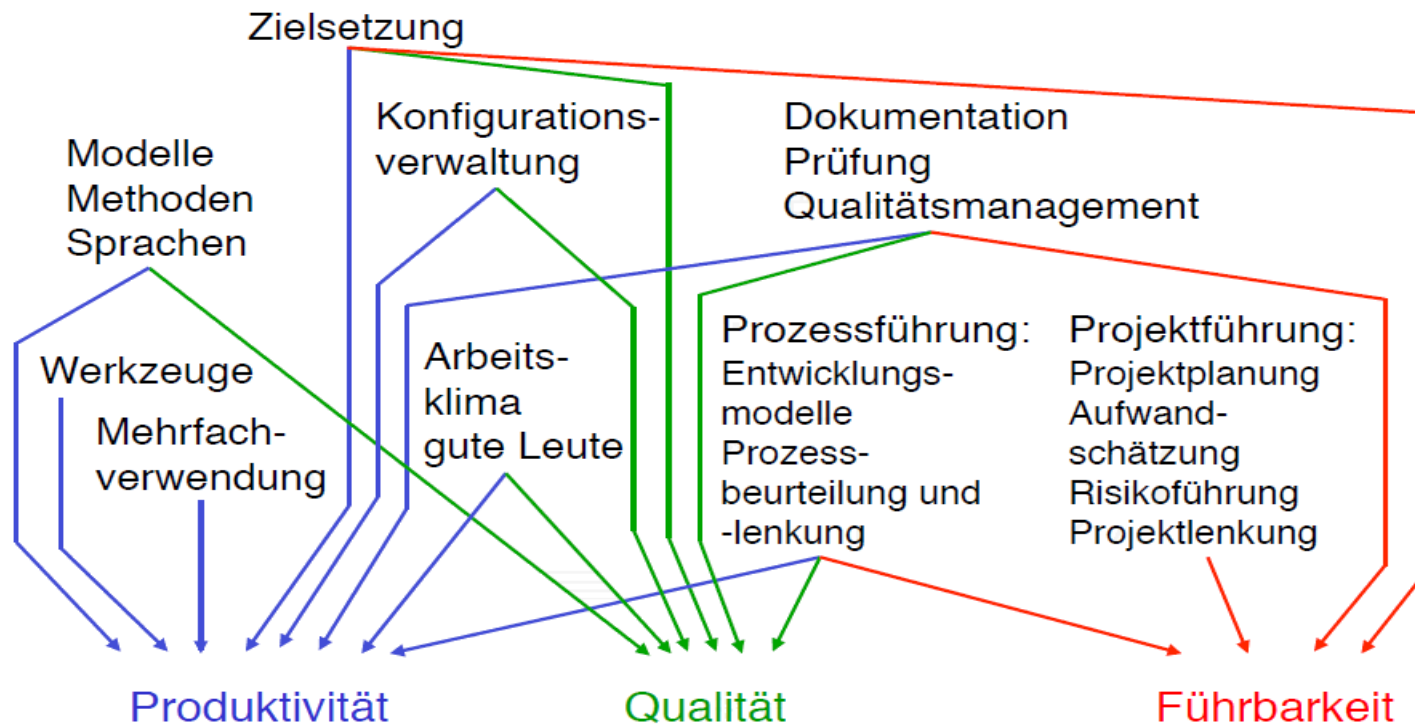 Zielsetzung
Konfigurations-
verwaltung
Dokumentation
Prüfung
Qualitätsmanagement
Modelle
Methoden
Sprachen
Werkzeuge
Mehrfach-
verwendung
Arbeits-
klima
gute Leute
Prozessführung:
Entwicklungs-
modelle
Prozess-
beurteilung und
-lenkung
Projektführung:
Projektplanung
Aufwand-
schätzung
Risikoführung
Projektlenkung
Produktivität
Qualität
Führbarkeit